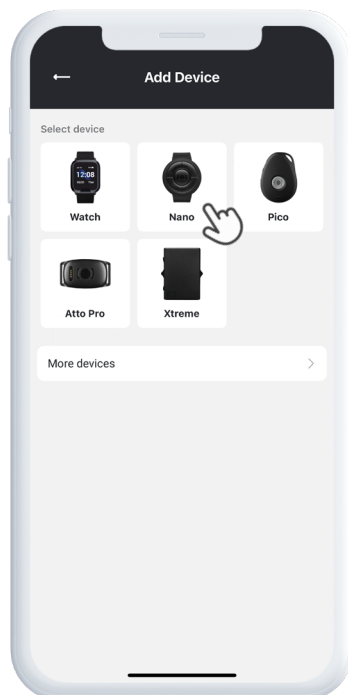 Add Device
Select device
12:08
Watch
Nano
Pico
Atto Pro
Xtreme
More devices